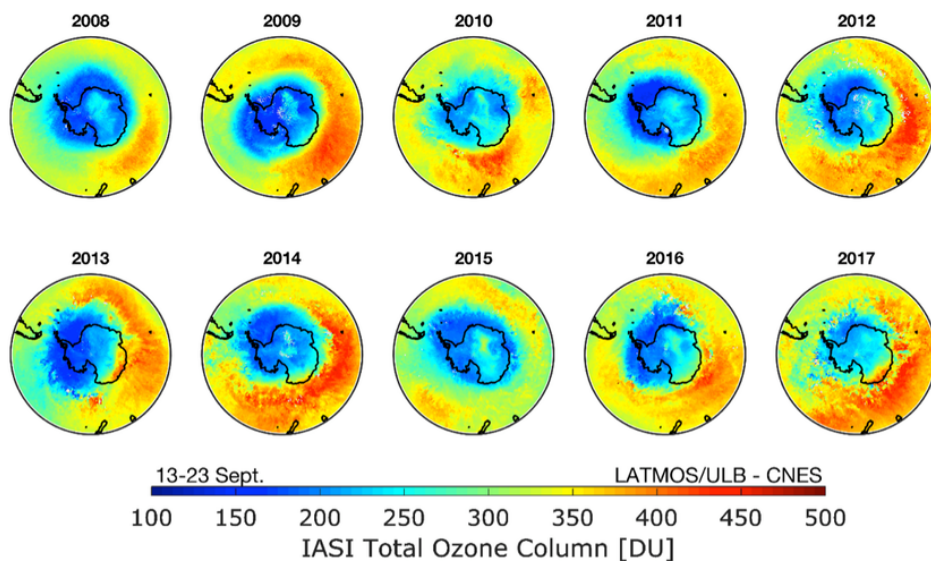 2008 2009 2010 2011 2012
2013 2014 2015 2016 2017
13-23 Sept. LATMOS/ULB - CNES
100 150 200 250 300 350 400 450 500
IASI Total Ozone Column [DU]